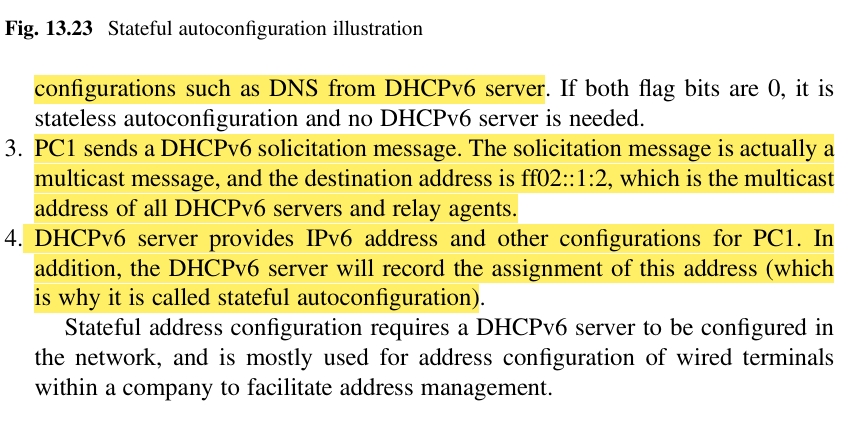 Fig. 13.23 Stateful autoconfiguration illustration
configurations such as DNS from DHCPv6 server. If both flag bits are 0, it is
stateless autoconfiguration and no DHCPv6 server is needed.
3. PC1 sends a DHCPv6 solicitation message. The solicitation message is actually a
multicast message, and the destination address is ff02::1:2, which is the multicast
address of all DHCPv6 servers and relay agents.
4. DHCPv6 server provides IPv6 address and other configurations for PC1. In
addition, the DHCPv6 server will record the assignment of this address (which
is why it is called stateful autoconfiguration).
Stateful address configuration requires a DHCPv6 server to be configured in
the network, and is mostly used for address configuration of wired terminals
within a company to facilitate address management.